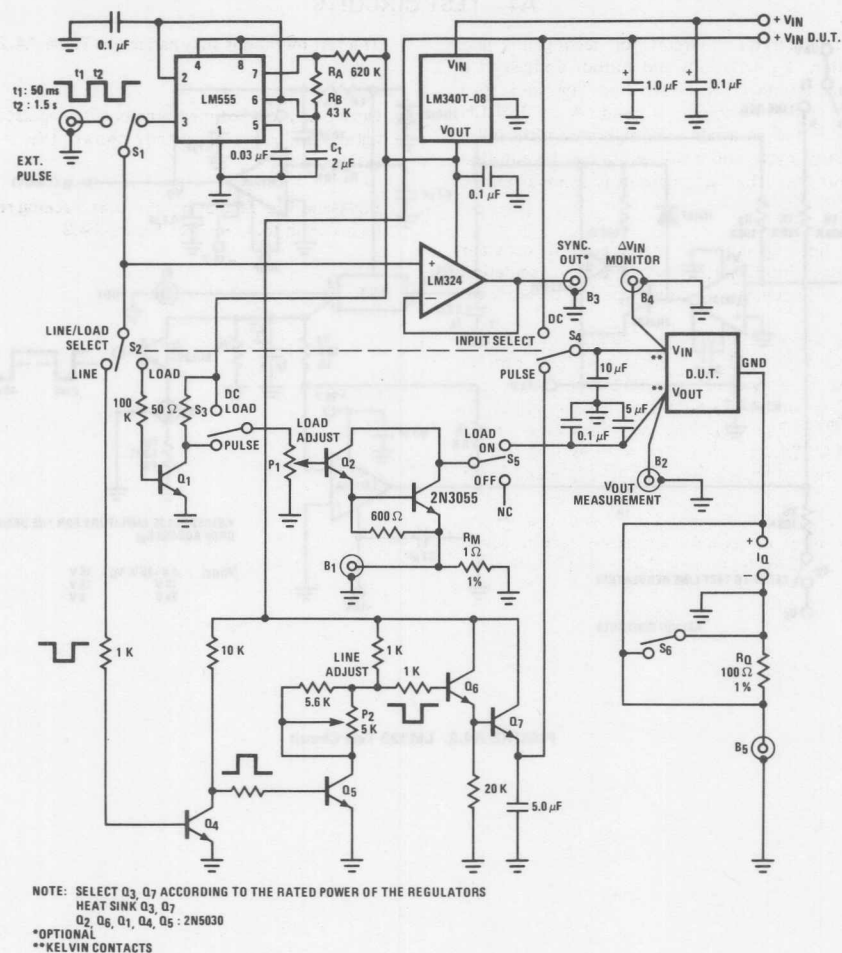 + VIN
+ VIN D.U.T.
0.1 μF
4
8
7
RA
620 K
VIN
t1 t2
t1: 50 ms
t2: 1.5 s
2
LM555
6
RB
43 K
LM340T-08
1.0 μF
+
0.1 μF
+
3
1
5
VOUT
EXT.
PULSE
S1
0.03 μF
Ct
2 μF
0.1 μF
+
−
LM324
SYNC.
OUT*
B3
ΔVIN
MONITOR
B4
LINE/LOAD
SELECT
S2
LINE
LOAD
DC
INPUT SELECT
S4
PULSE
**
VIN
D.U.T.
**
VOUT
GND
10 μF
100
K
50 Ω
S3
DC
LOAD
PULSE
LOAD
ADJUST
P1
Q2
LOAD
ON
S5
OFF
NC
0.1 μF
5 μF
Q1
2N3055
B2
VOUT
MEASUREMENT
600 Ω
RM
1 Ω
1%
B1
+
IQ
1 K
10 K
LINE
ADJUST
1 K
1 K
5.6 K
P2
5 K
Q6
Q7
S6
RQ
100 Ω
1%
B5
Q4
Q5
20 K
5.0 μF
NOTE: SELECT Q3, Q7 ACCORDING TO THE RATED POWER OF THE REGULATORS
HEAT SINK Q3, Q7
Q2, Q6, Q1, Q4, Q5 : 2N5030
*OPTIONAL
**KELVIN CONTACTS